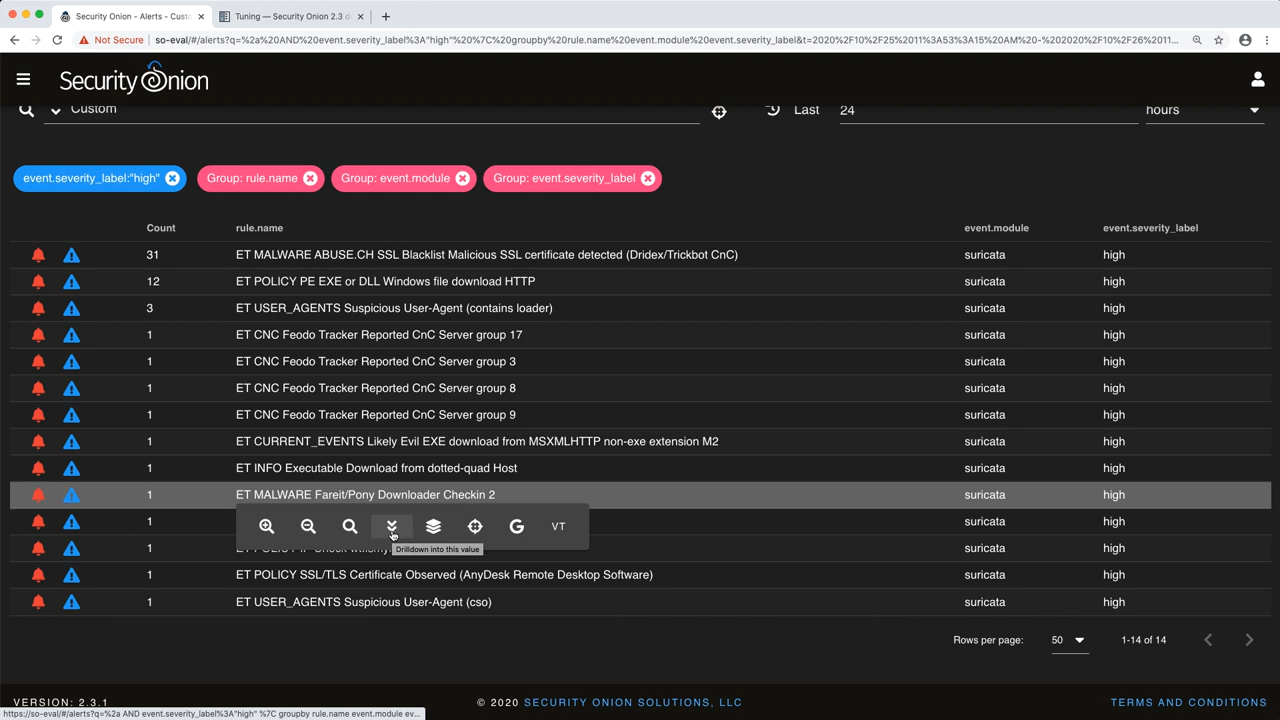 Security Onion - Alerts - Custo
Tuning — Security Onion 2.3 d
Not Secure
so-eval/#/alerts?q=%2a%20AND%20event.severity_label%3A"high"%20%7C%20groupby%20rule.name%20event.module%20event.severity_label&t=2020%2F10%2F25%2011%3A53%3A15%20AM%20-%202020%2F10%2F26%2011...
Security Onion
Custom
Last
24
hours
event.severity_label:"high"
Group: rule.name
Group: event.module
Group: event.severity_label
Count rule.name event.module event.severity_label
31 ET MALWARE ABUSE.CH SSL Blacklist Malicious SSL certificate detected (Dridex/Trickbot CnC) suricata high
12 ET POLICY PE EXE or DLL Windows file download HTTP suricata high
3 ET USER_AGENTS Suspicious User-Agent (contains loader) suricata high
1 ET CNC Feodo Tracker Reported CnC Server group 17 suricata high
1 ET CNC Feodo Tracker Reported CnC Server group 3 suricata high
1 ET CNC Feodo Tracker Reported CnC Server group 8 suricata high
1 ET CNC Feodo Tracker Reported CnC Server group 9 suricata high
1 ET CURRENT_EVENTS Likely Evil EXE download from MSXMLHTTP non-exe extension M2 suricata high
1 ET INFO Executable Download from dotted-quad Host suricata high
1 ET MALWARE Fareit/Pony Downloader Checkin 2 suricata high
1 suricata high
G VT
Drilldown into this value
1 suricata high
1 ET POLICY SSL/TLS Certificate Observed (AnyDesk Remote Desktop Software) suricata high
1 ET USER_AGENTS Suspicious User-Agent (cso) suricata high
Rows per page: 50 1-14 of 14
VERSION: 2.3.1
© 2020 SECURITY ONION SOLUTIONS, LLC
TERMS AND CONDITIONS
https://so-eval/#/alerts?q=%2a AND event.severity_label%3A"high" %7C groupby rule.name event.module ev...